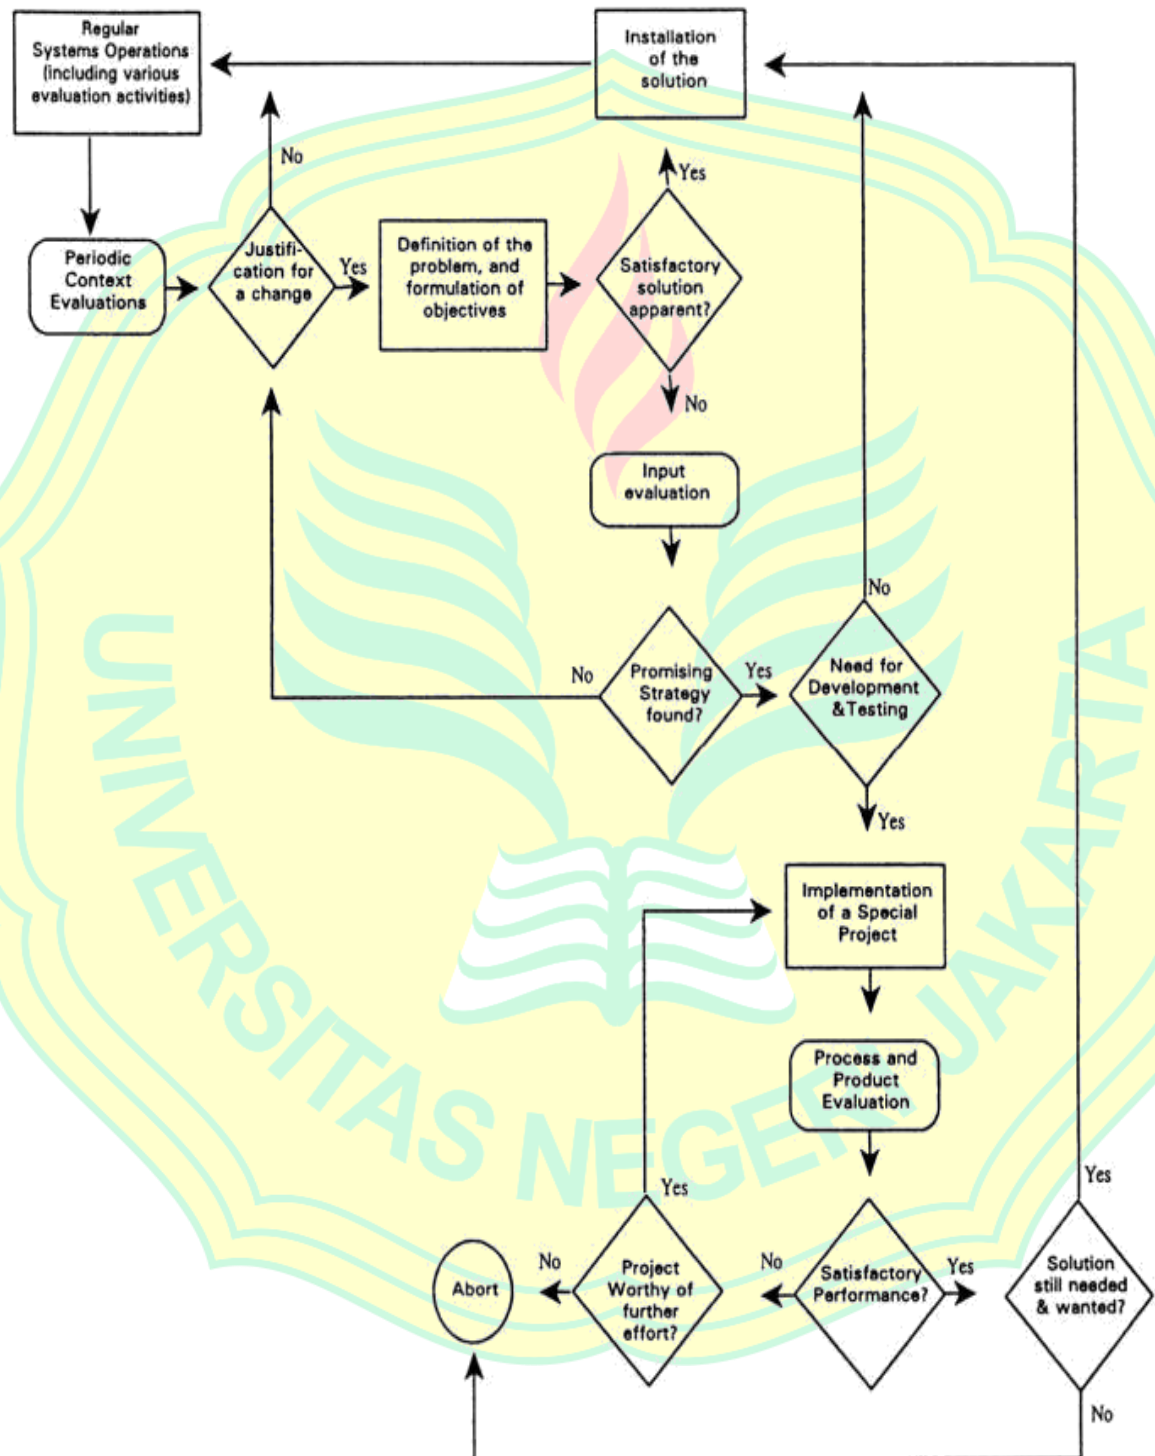 Regular
Systems Operations
(including various
evaluation activities)
Installation
of the
solution
No
Yes
Periodic
Context
Evaluations
Justifi-
cation for
a change
Yes
Definition of the
problem, and
formulation of
objectives
Satisfactory
solution
apparent?
No
Input
evaluation
No
No
Promising
Strategy
found?
Yes
Need for
Development
&Testing
Yes
Implementation
of a Special
Project
Process and
Product
Evaluation
Yes
Yes
Abort
No
Project
Worthy of
further
effort?
No
Satisfactory
Performance?
Yes
Solution
still needed
& wanted?
No
UNIVERSITAS NEGERI JAKARTA